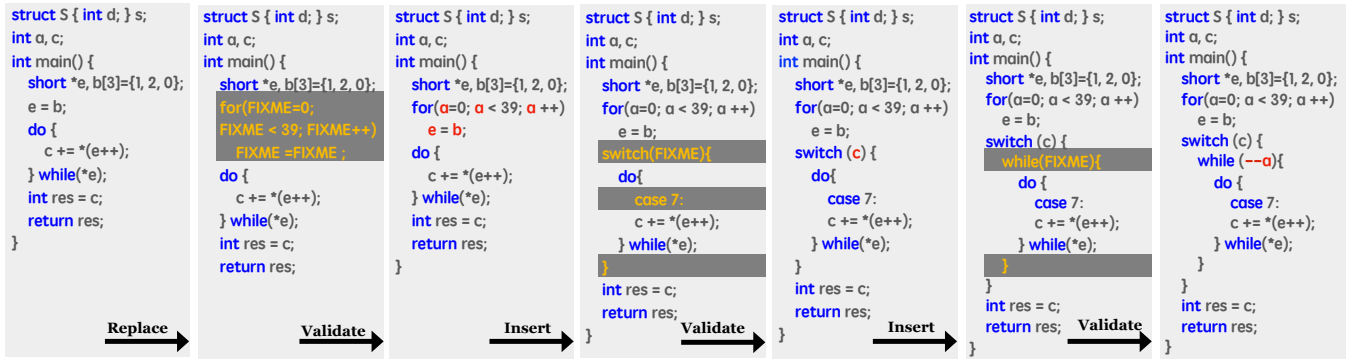 struct S { int d; } s;
int a, c;
int main() {
short *e, b[3]={1, 2, 0};
e = b;
do {
c += *(e++);
} while(*e);
int res = c;
return res;
}
Replace
struct S { int d; } s;
int a, c;
int main() {
short *e, b[3]={1, 2, 0};
for(FIXME=0;
FIXME < 39; FIXME++)
FIXME =FIXME ;
do {
c += *(e++);
} while(*e);
int res = c;
return res;
Validate
struct S { int d; } s;
int a, c;
int main() {
short *e, b[3]={1, 2, 0};
for(a=0; a < 39; a ++)
e = b;
do {
c += *(e++);
} while(*e);
int res = c;
return res;
}
Insert
struct S { int d; } s;
int a, c;
int main() {
short *e, b[3]={1, 2, 0};
for(a=0; a < 39; a ++)
e = b;
switch(FIXME){
do{
case 7:
c += *(e++);
} while(*e);
}
int res = c;
return res;
}
Validate
struct S { int d; } s;
int a, c;
int main() {
short *e, b[3]={1, 2, 0};
for(a=0; a < 39; a ++)
e = b;
switch (c) {
do{
case 7:
c += *(e++);
} while(*e);
}
int res = c;
return res;
}
Insert
struct S { int d; } s;
int a, c;
int main() {
short *e, b[3]={1, 2, 0};
for(a=0; a < 39; a ++)
e = b;
switch (c) {
while(FIXME){
do {
case 7:
c += *(e++);
} while(*e);
}
}
int res = c;
return res;
}
Validate
struct S { int d; } s;
int a, c;
int main() {
short *e, b[3]={1, 2, 0};
for(a=0; a < 39; a ++)
e = b;
switch (c) {
while (--a){
do {
case 7:
c += *(e++);
} while(*e);
}
}
int res = c;
return res;
}